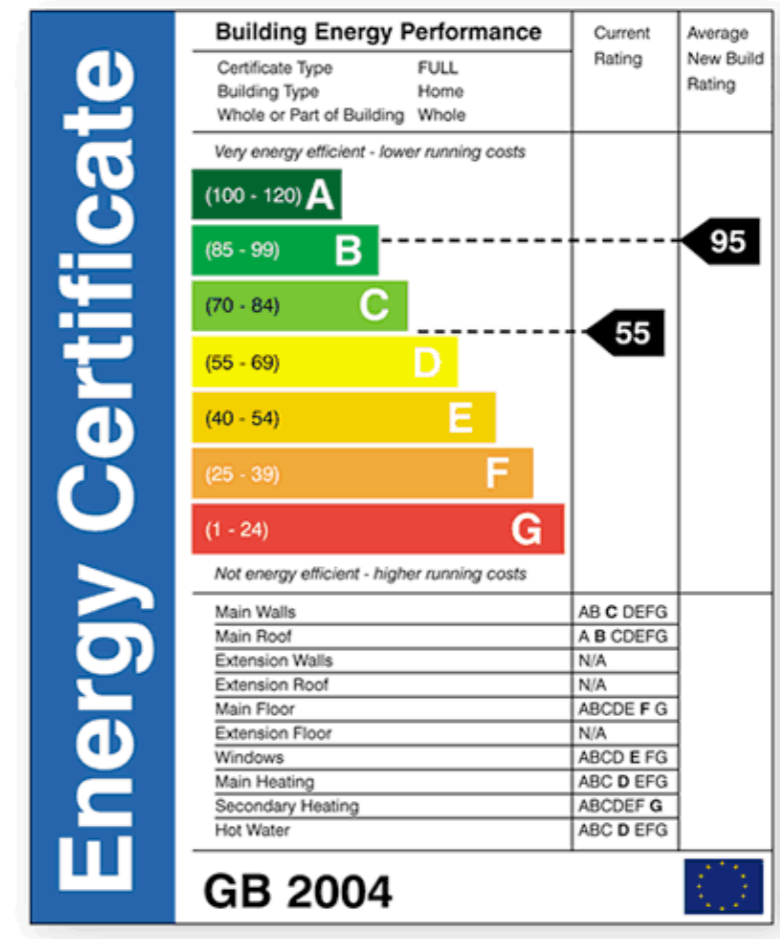 Energy Certificate
Building Energy Performance
Current Rating
Average New Build Rating
Certificate Type FULL
Building Type Home
Whole or Part of Building Whole
Very energy efficient - lower running costs
(100 - 120) A
(85 - 99) B
95
(70 - 84) C
55
(55 - 69) D
(40 - 54) E
(25 - 39) F
(1 - 24) G
Not energy efficient - higher running costs
Main Walls AB C DEFG
Main Roof A B CDEFG
Extension Walls N/A
Extension Roof N/A
Main Floor ABCDE F G
Extension Floor N/A
Windows ABCD E FG
Main Heating ABC D EFG
Secondary Heating ABCDEF G
Hot Water ABC D EFG
GB 2004